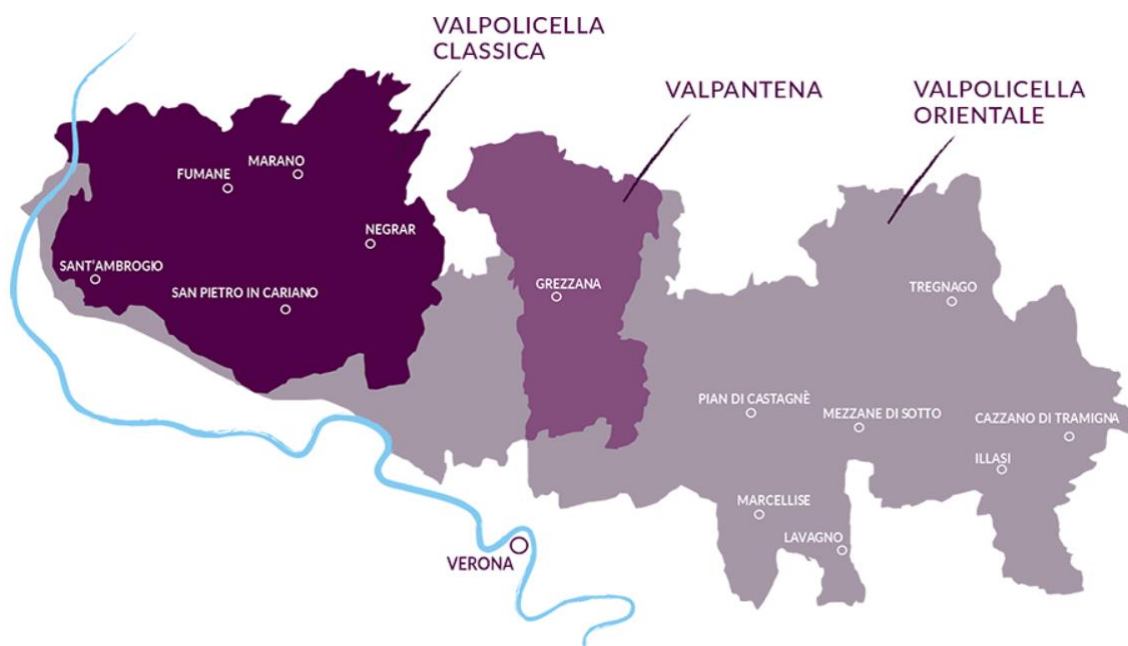 VALPOLICELLA
CLASSICA
VALPANTENA
VALPOLICELLA
ORIENTALE
MARANO
FUMANE
NEGRAR
SANT'AMBROGIO
SAN PIETRO IN CARIANO
GREZZANA
TREGNAGO
PIAN DI CASTAGNÈ
MEZZANE DI SOTTO
CAZZANO DI TRAMIGNA
ILLASI
MARCELLISE
LAVAGNO
VERONA